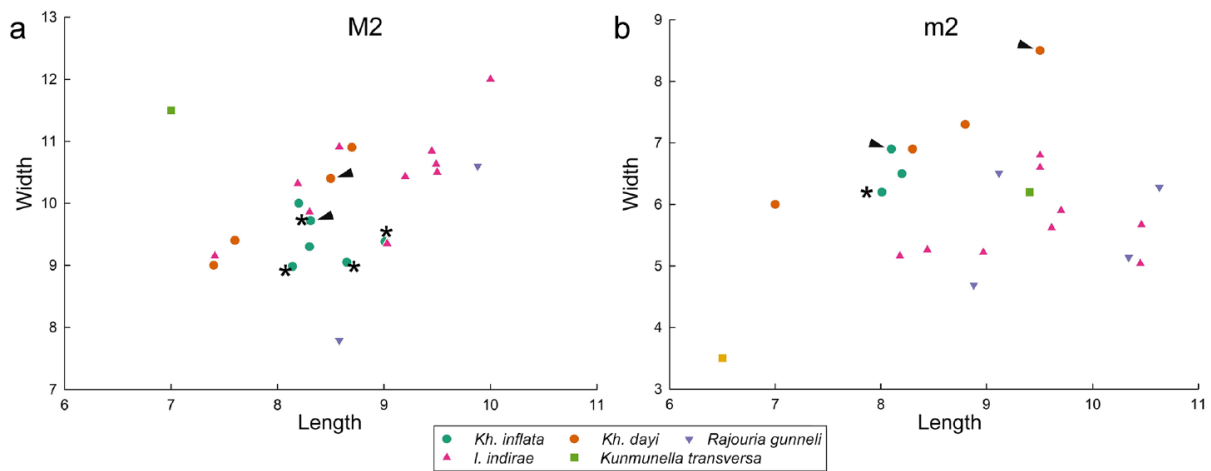 a
M2
13
12
11
10
9
8
7
Width
6 7 8 9 10 11
Length
*
*
*
*
b
m2
9
8
7
6
5
4
3
Width
6 7 8 9 10 11
Length
*
Kh. inflata Kh. dayi Rajouria gunneli
I. indirae Kunmunella transversa